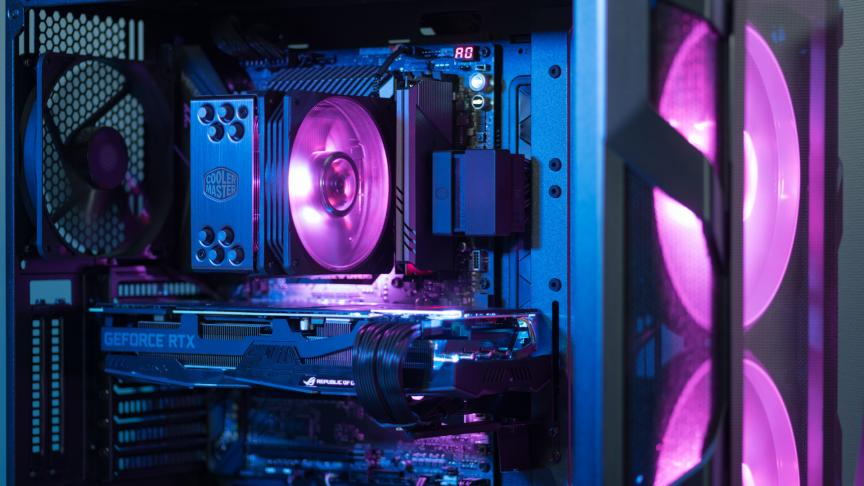 A0
COOLER
MASTER
GEFORCE RTX
REPUBLIC OF